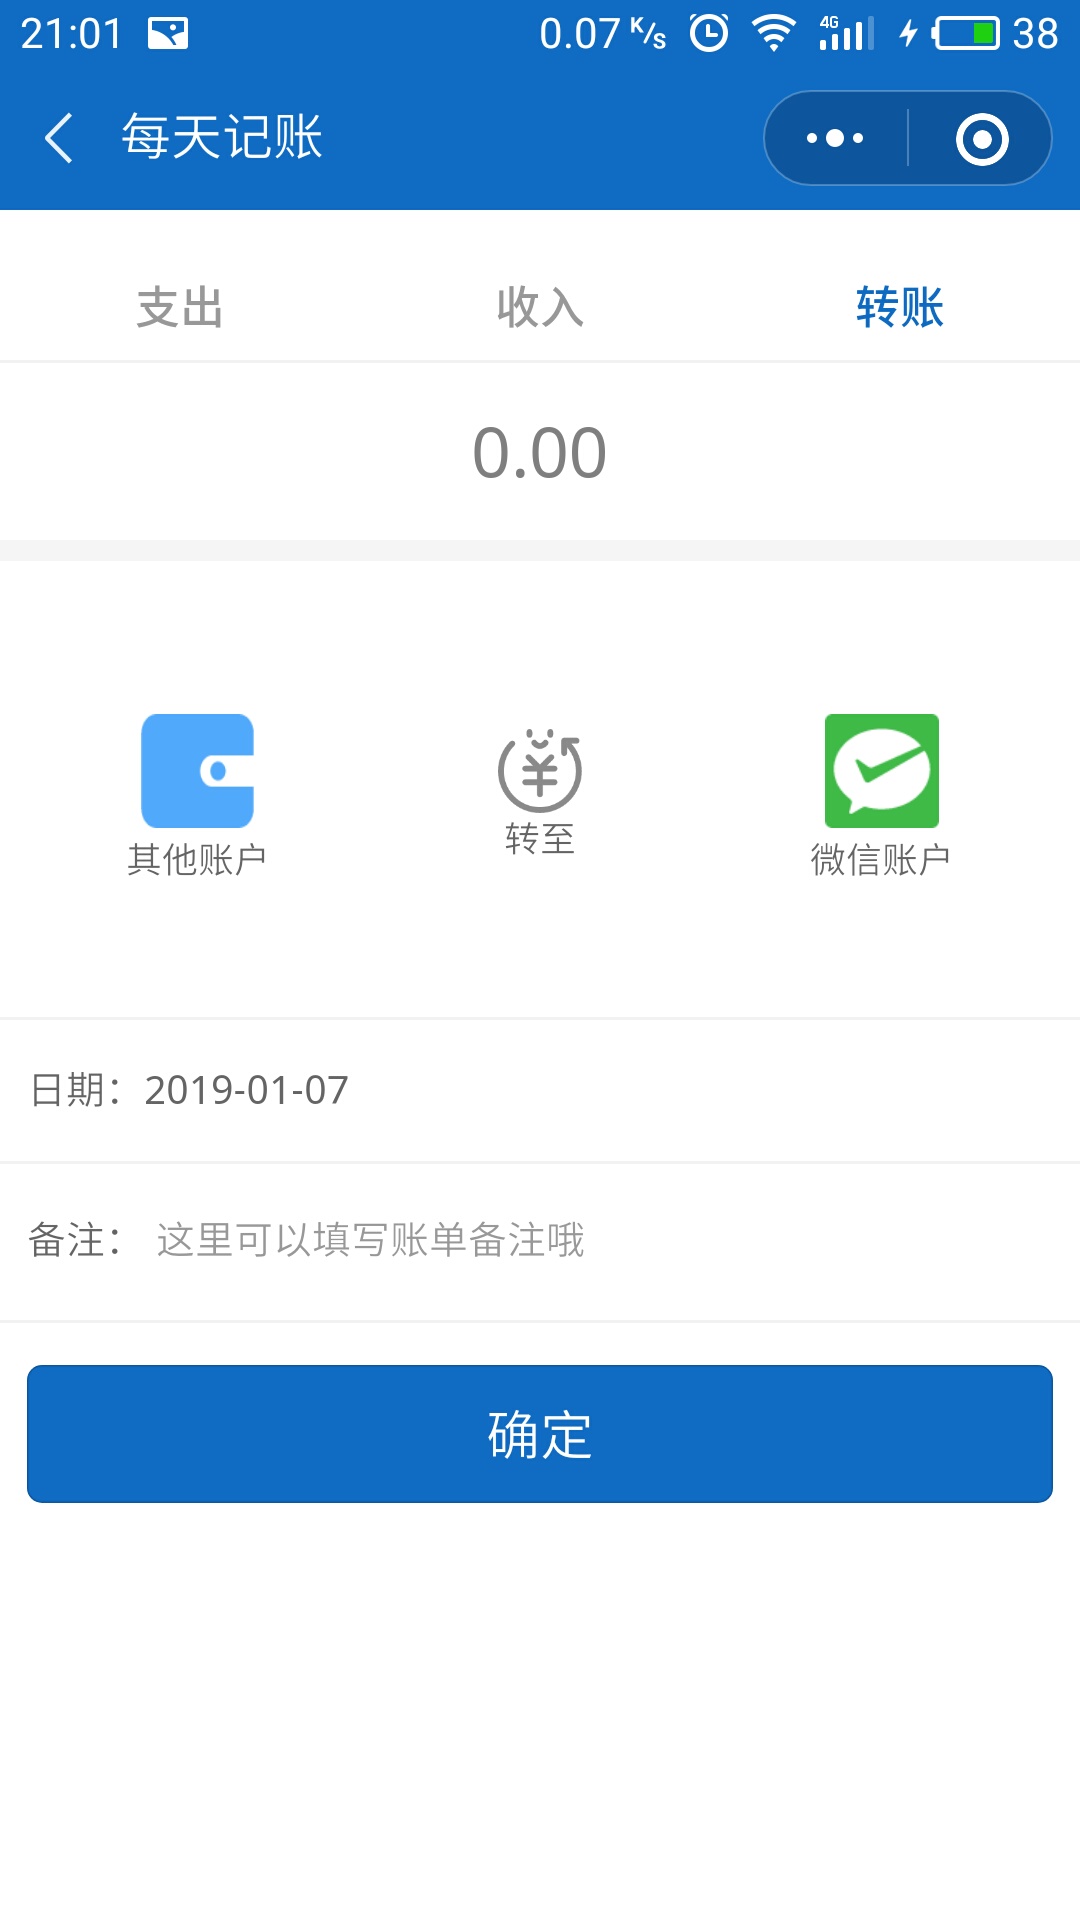 21:01 0.07 K/s 4G 38
每天记账
支出 收入 转账
0.00
其他账户 转至 微信账户
日期：2019-01-07
备注： 这里可以填写账单备注哦
确定